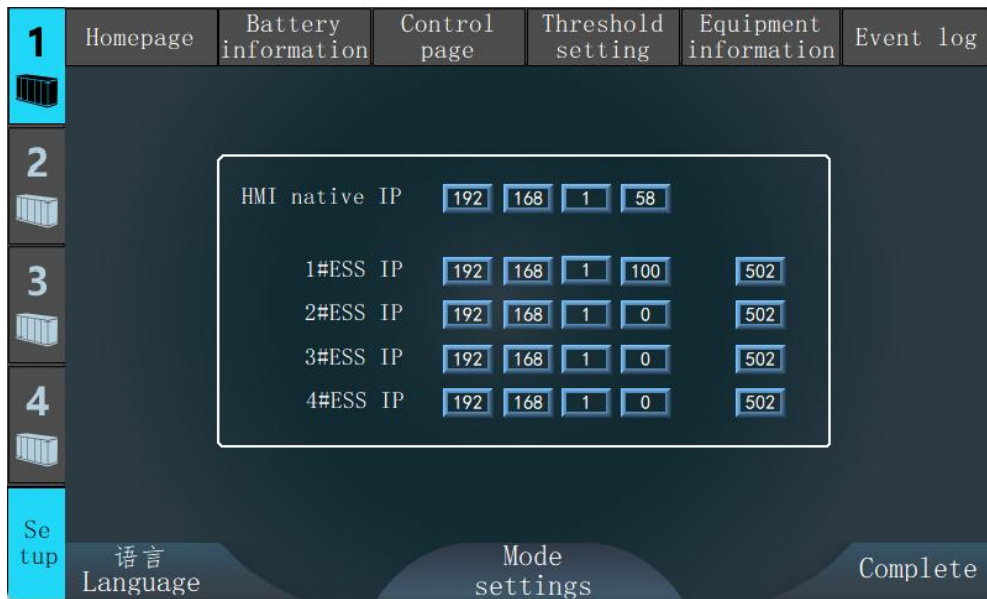 1
Homepage
Battery
information
Control
page
Threshold
setting
Equipment
information
Event log
2
3
4
HMI native IP 192 168 1 58
1#ESS IP 192 168 1 100 502
2#ESS IP 192 168 1 0 502
3#ESS IP 192 168 1 0 502
4#ESS IP 192 168 1 0 502
Se
tup
语言
Language
Mode
settings
Complete